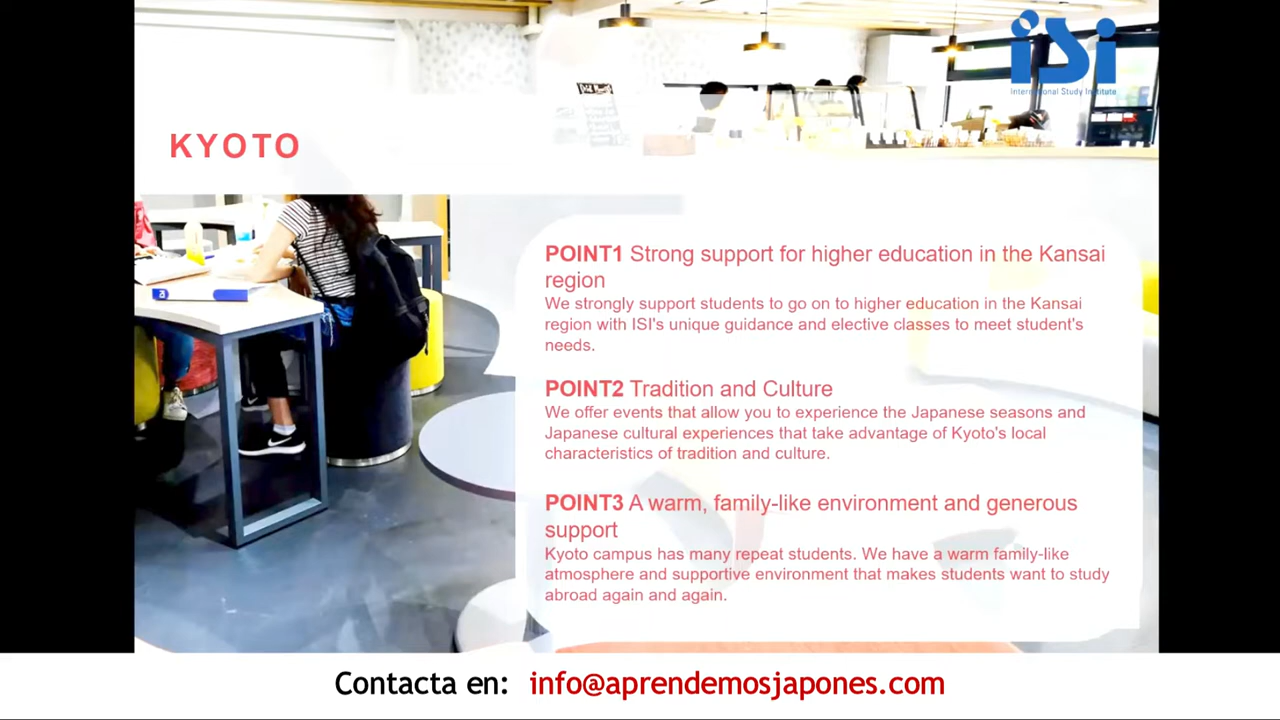 iSi
International Study Institute
KYOTO
POINT1 Strong support for higher education in the Kansai
region
We strongly support students to go on to higher education in the Kansai
region with ISI's unique guidance and elective classes to meet student's
needs.
POINT2 Tradition and Culture
We offer events that allow you to experience the Japanese seasons and
Japanese cultural experiences that take advantage of Kyoto's local
characteristics of tradition and culture.
POINT3 A warm, family-like environment and generous
support
Kyoto campus has many repeat students. We have a warm family-like
atmosphere and supportive environment that makes students want to study
abroad again and again.
Contacta en: info@aprendemosjapones.com